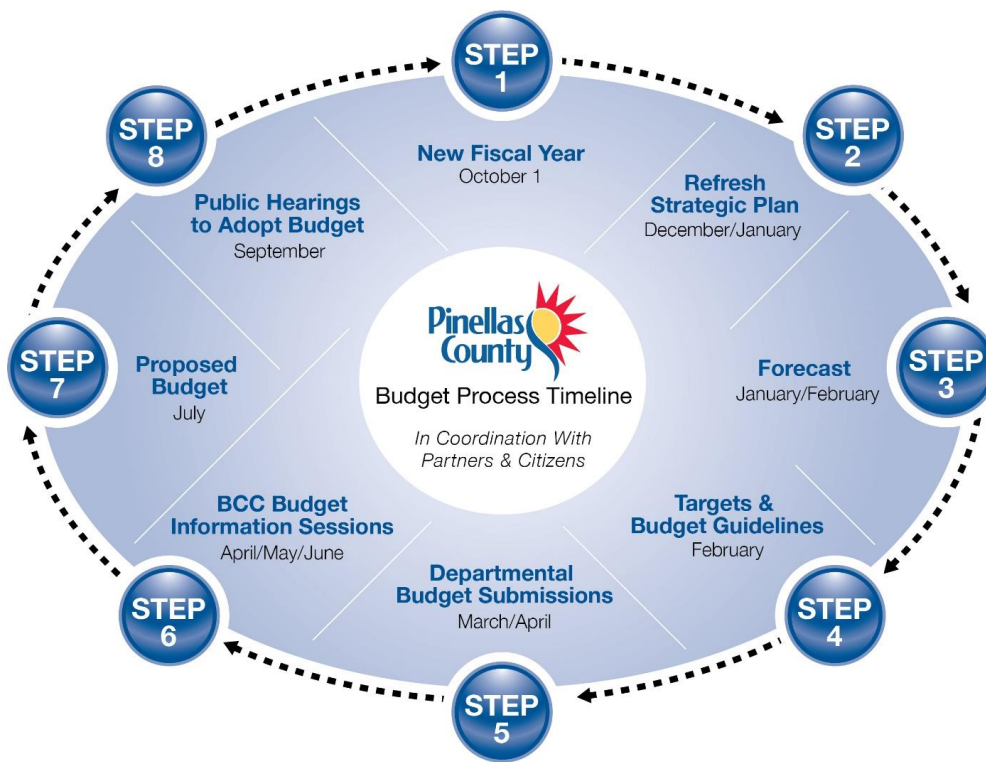 STEP
1
New Fiscal Year
October 1
STEP
2
Refresh
Strategic Plan
December/January
STEP
3
Forecast
January/February
STEP
4
Targets &
Budget Guidelines
February
STEP
5
Departmental
Budget Submissions
March/April
STEP
6
BCC Budget
Information Sessions
April/May/June
STEP
7
Proposed
Budget
July
STEP
8
Public Hearings
to Adopt Budget
September
Pinellas
County
Budget Process Timeline
In Coordination With
Partners & Citizens